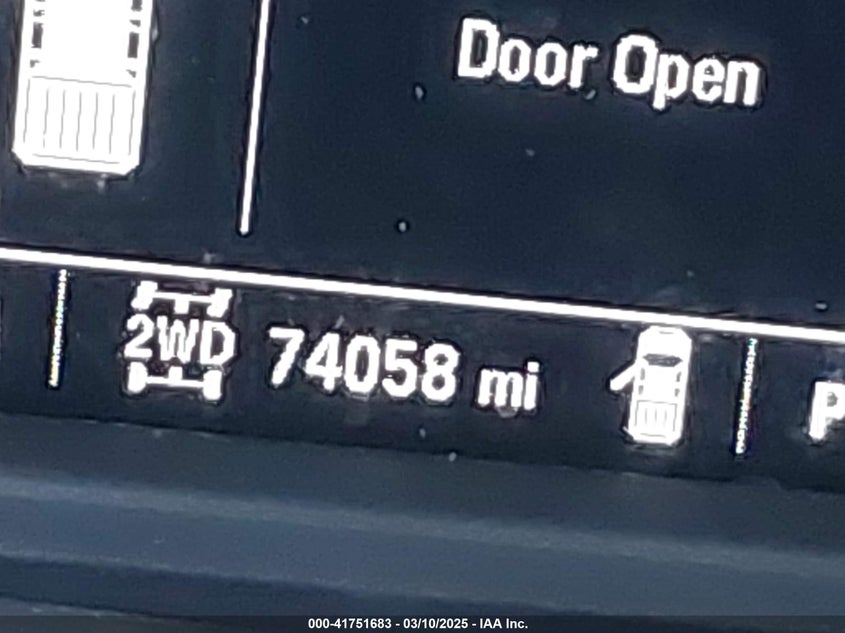 Door Open
2WD 74058 mi P
000-41751683 - 03/10/2025 - IAA Inc.